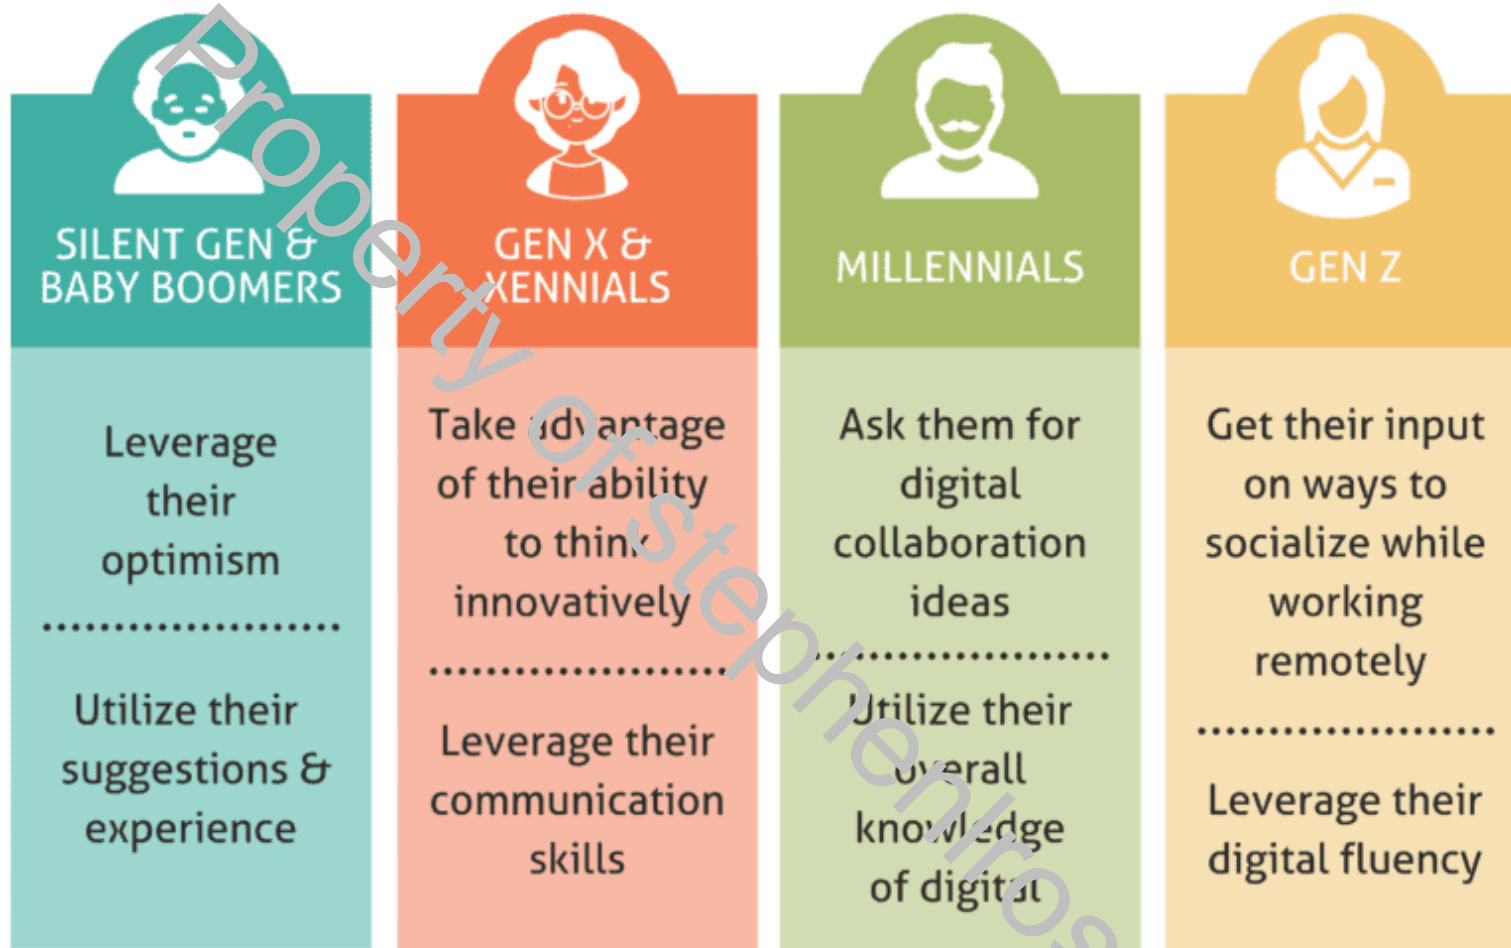 SILENT GEN &
BABY BOOMERS
Leverage
their
optimism
Utilize their
suggestions &
experience
GEN X &
XENNIALS
Take advantage
of their ability
to think
innovatively
Leverage their
communication
skills
MILLENNIALS
Ask them for
digital
collaboration
ideas
Utilize their
overall
knowledge
of digital
GEN Z
Get their input
on ways to
socialize while
working
remotely
Leverage their
digital fluency
Property of stephenlros